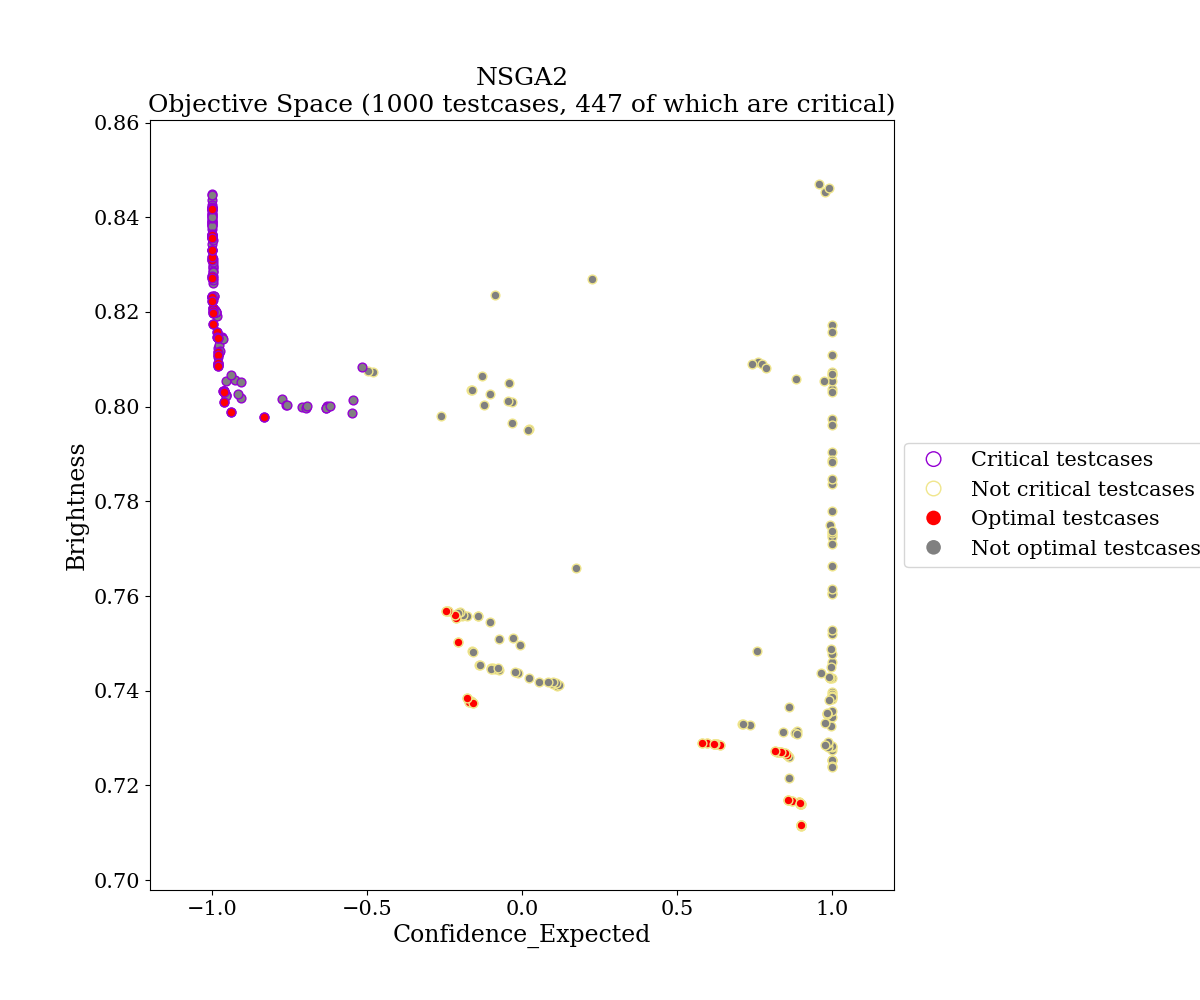 NSGA2
Objective Space (1000 testcases, 447 of which are critical)
0.86
0.84
0.82
0.80
0.78
0.76
0.74
0.72
0.70
Brightness
−1.0
−0.5
0.0
0.5
1.0
Confidence_Expected
Critical testcases
Not critical testcases
Optimal testcases
Not optimal testcases